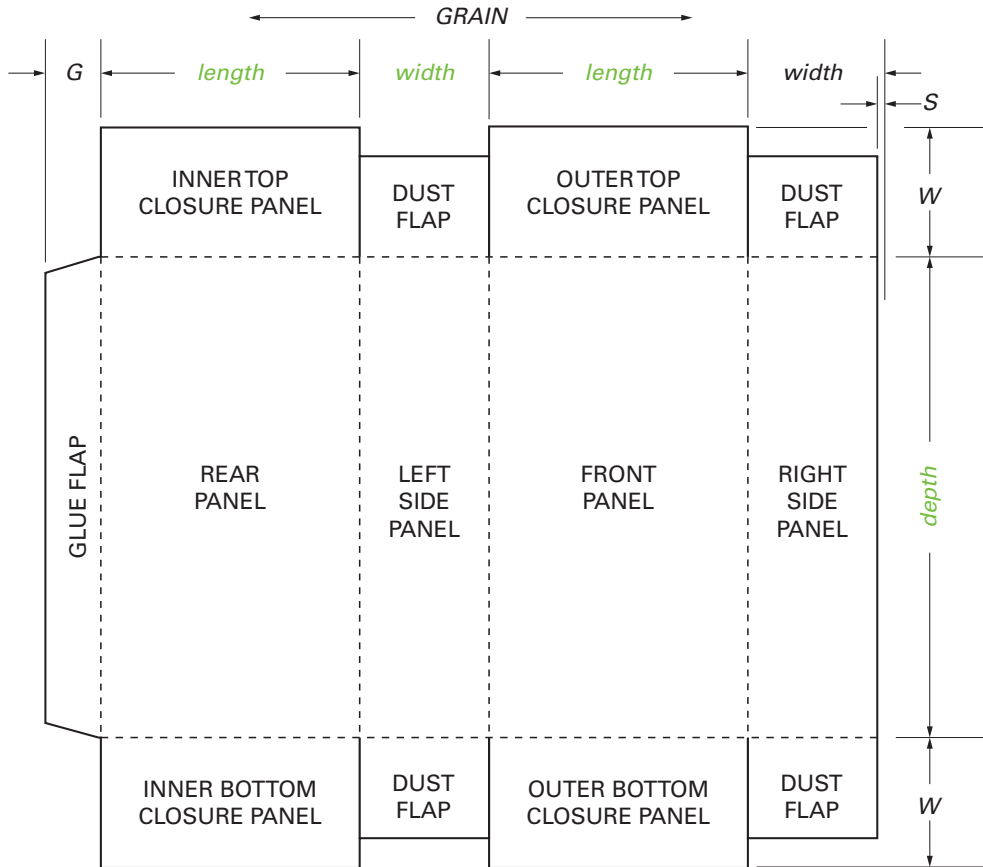 GRAIN
G
length
width
length
width
S
INNER TOP
CLOSURE PANEL
DUST
FLAP
OUTER TOP
CLOSURE PANEL
DUST
FLAP
W
GLUE FLAP
REAR
PANEL
LEFT
SIDE
PANEL
FRONT
PANEL
RIGHT
SIDE
PANEL
depth
INNER BOTTOM
CLOSURE PANEL
DUST
FLAP
OUTER BOTTOM
CLOSURE PANEL
DUST
FLAP
W